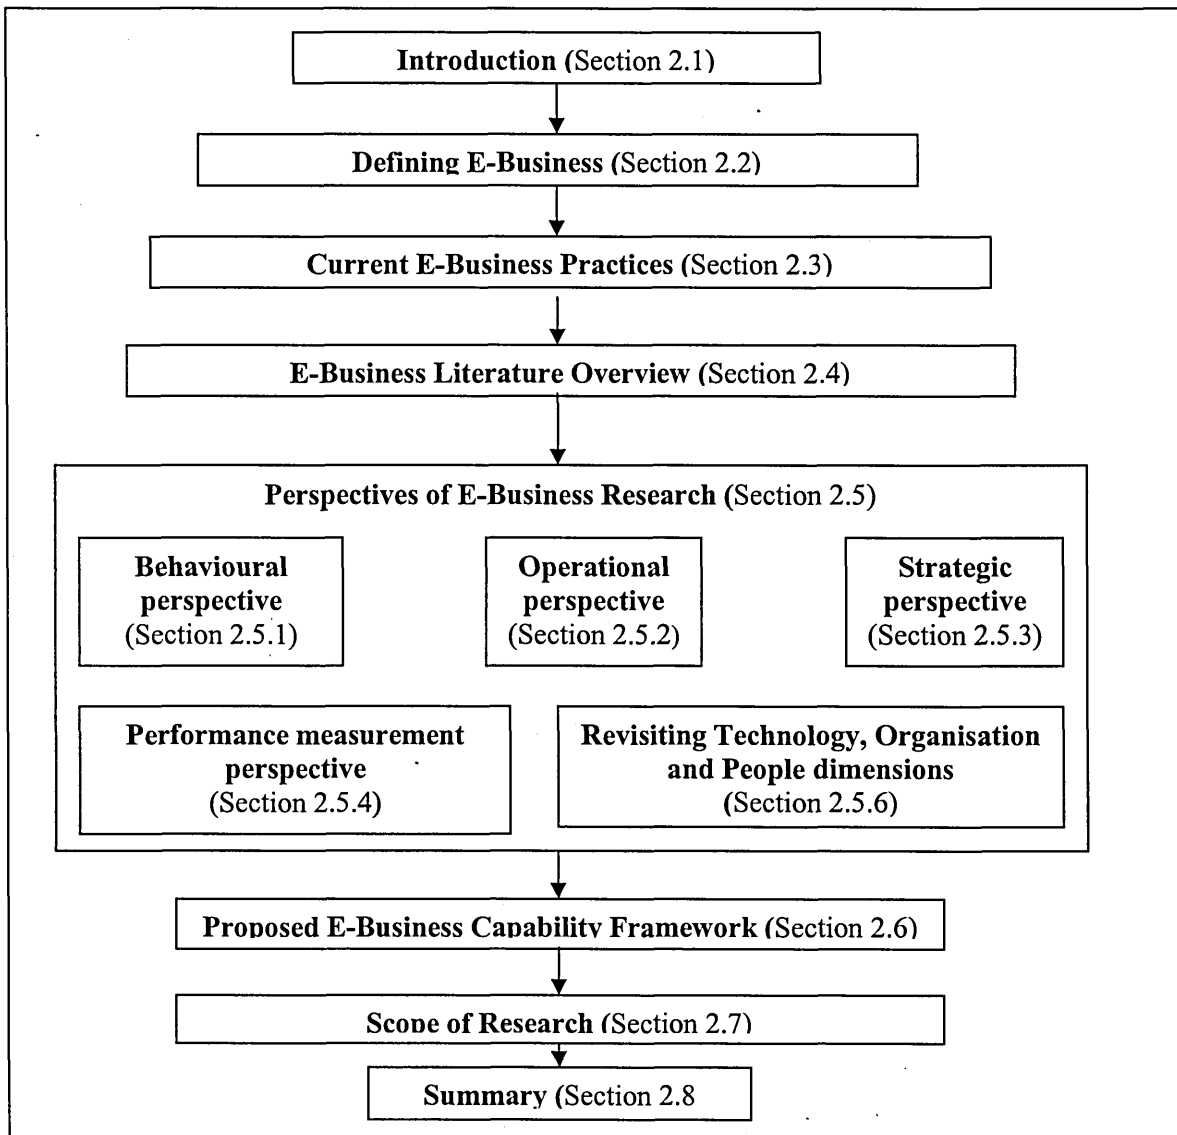 Introduction (Section 2.1)
Defining E-Business (Section 2.2)
Current E-Business Practices (Section 2.3)
E-Business Literature Overview (Section 2.4)
Perspectives of E-Business Research (Section 2.5)
Behavioural
perspective
(Section 2.5.1)
Operational
perspective
(Section 2.5.2)
Strategic
perspective
(Section 2.5.3)
Performance measurement
perspective
(Section 2.5.4)
Revisiting Technology, Organisation
and People dimensions
(Section 2.5.6)
Proposed E-Business Capability Framework (Section 2.6)
Scope of Research (Section 2.7)
Summary (Section 2.8